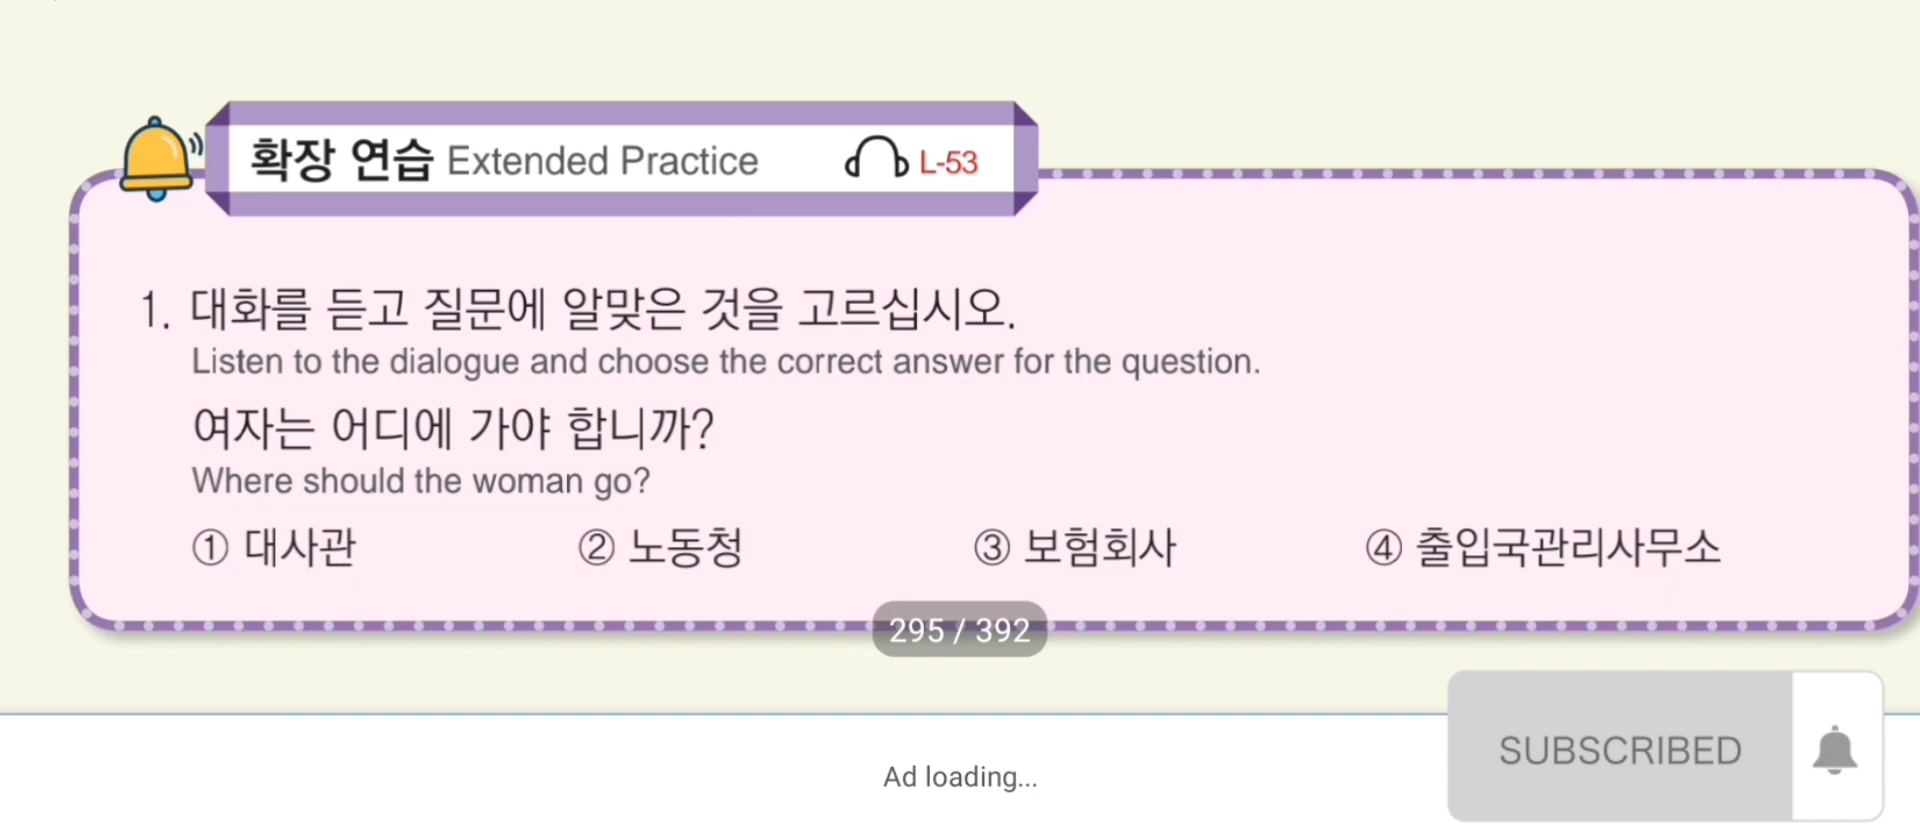 확장 연습 Extended Practice L-53
1. 대화를 듣고 질문에 알맞은 것을 고르십시오.
Listen to the dialogue and choose the correct answer for the question.
여자는 어디에 가야 합니까?
Where should the woman go?
① 대사관 ② 노동청 ③ 보험회사 ④ 출입국관리사무소
295 / 392
SUBSCRIBED
Ad loading...